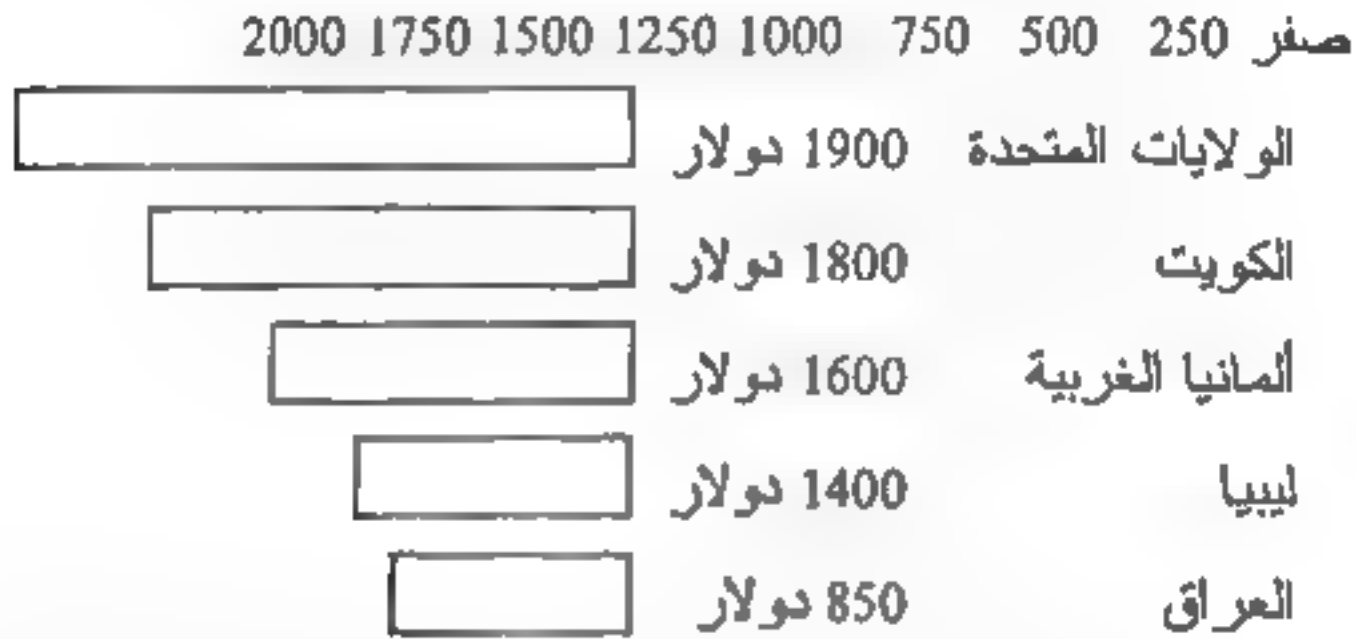 صفر 250 500 750 1000 1250 1500 1750 2000
الولايات المتحدة 1900 دولار
الكويت 1800 دولار
ألمانيا الغربية 1600 دولار
ليبيا 1400 دولار
العراق 850 دولار